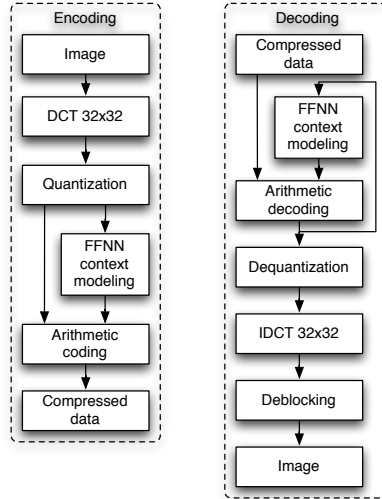 Encoding
Image
DCT 32x32
Quantization
FFNN
context
modeling
Arithmetic
coding
Compressed
data
Decoding
Compressed
data
FFNN
context
modeling
Arithmetic
decoding
Dequantization
IDCT 32x32
Deblocking
Image